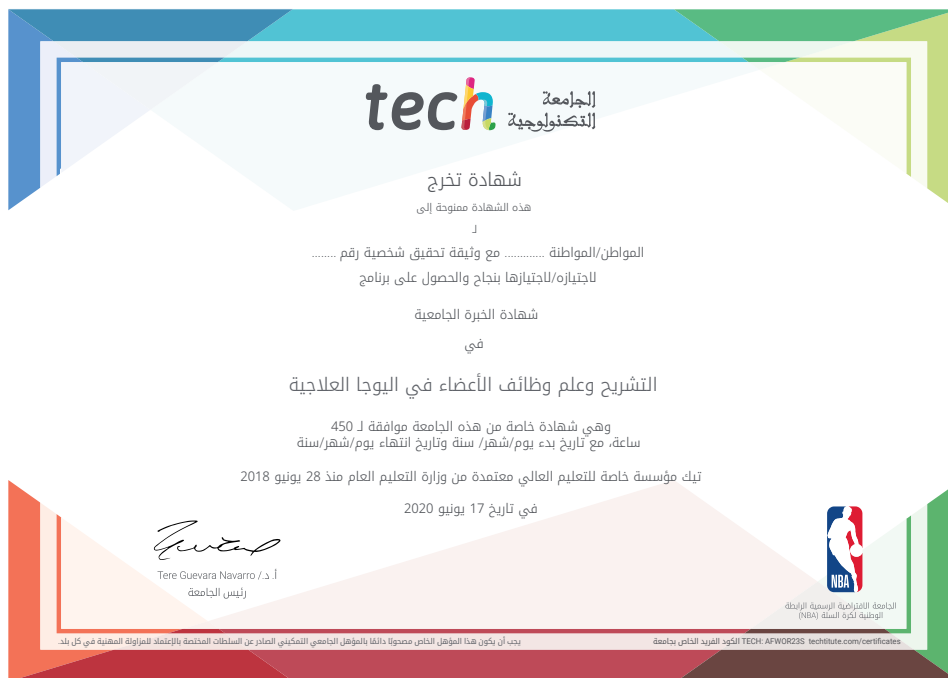 tech الجامعة
التكنولوجية
شهادة تخرج
هذه الشهادة ممنوحة إلى
لـ
المواطن/المواطنة ............. مع وثيقة تحقيق شخصية رقم ........
لاجتيازه/لاجتيازها بنجاح والحصول على برنامج
شهادة الخبرة الجامعية
في
التشريح وعلم وظائف الأعضاء في اليوجا العلاجية
وهي شهادة خاصة من هذه الجامعة موافقة لـ 450
ساعة، مع تاريخ بدء يوم/شهر/ سنة وتاريخ انتهاء يوم/شهر/سنة
تيك مؤسسة خاصة للتعليم العالي معتمدة من وزارة التعليم العام منذ 28 يونيو 2018
في تاريخ 17 يونيو 2020
أ. د./ Tere Guevara Navarro
رئيس الجامعة
NBA
الجامعة الافتراضية الرسمية الرابطة
الوطنية لكرة السلة (NBA)
يجب أن يكون هذا المؤهل الخاص مصحوبًا دائمًا بالمؤهل الجامعي التمكيني الصادر عن السلطات المختصة بالإعتماد للمزاولة المهنية في كل بلد.
الكود الفريد الخاص بجامعة TECH: AFWOR23S techtitute.com/certificates